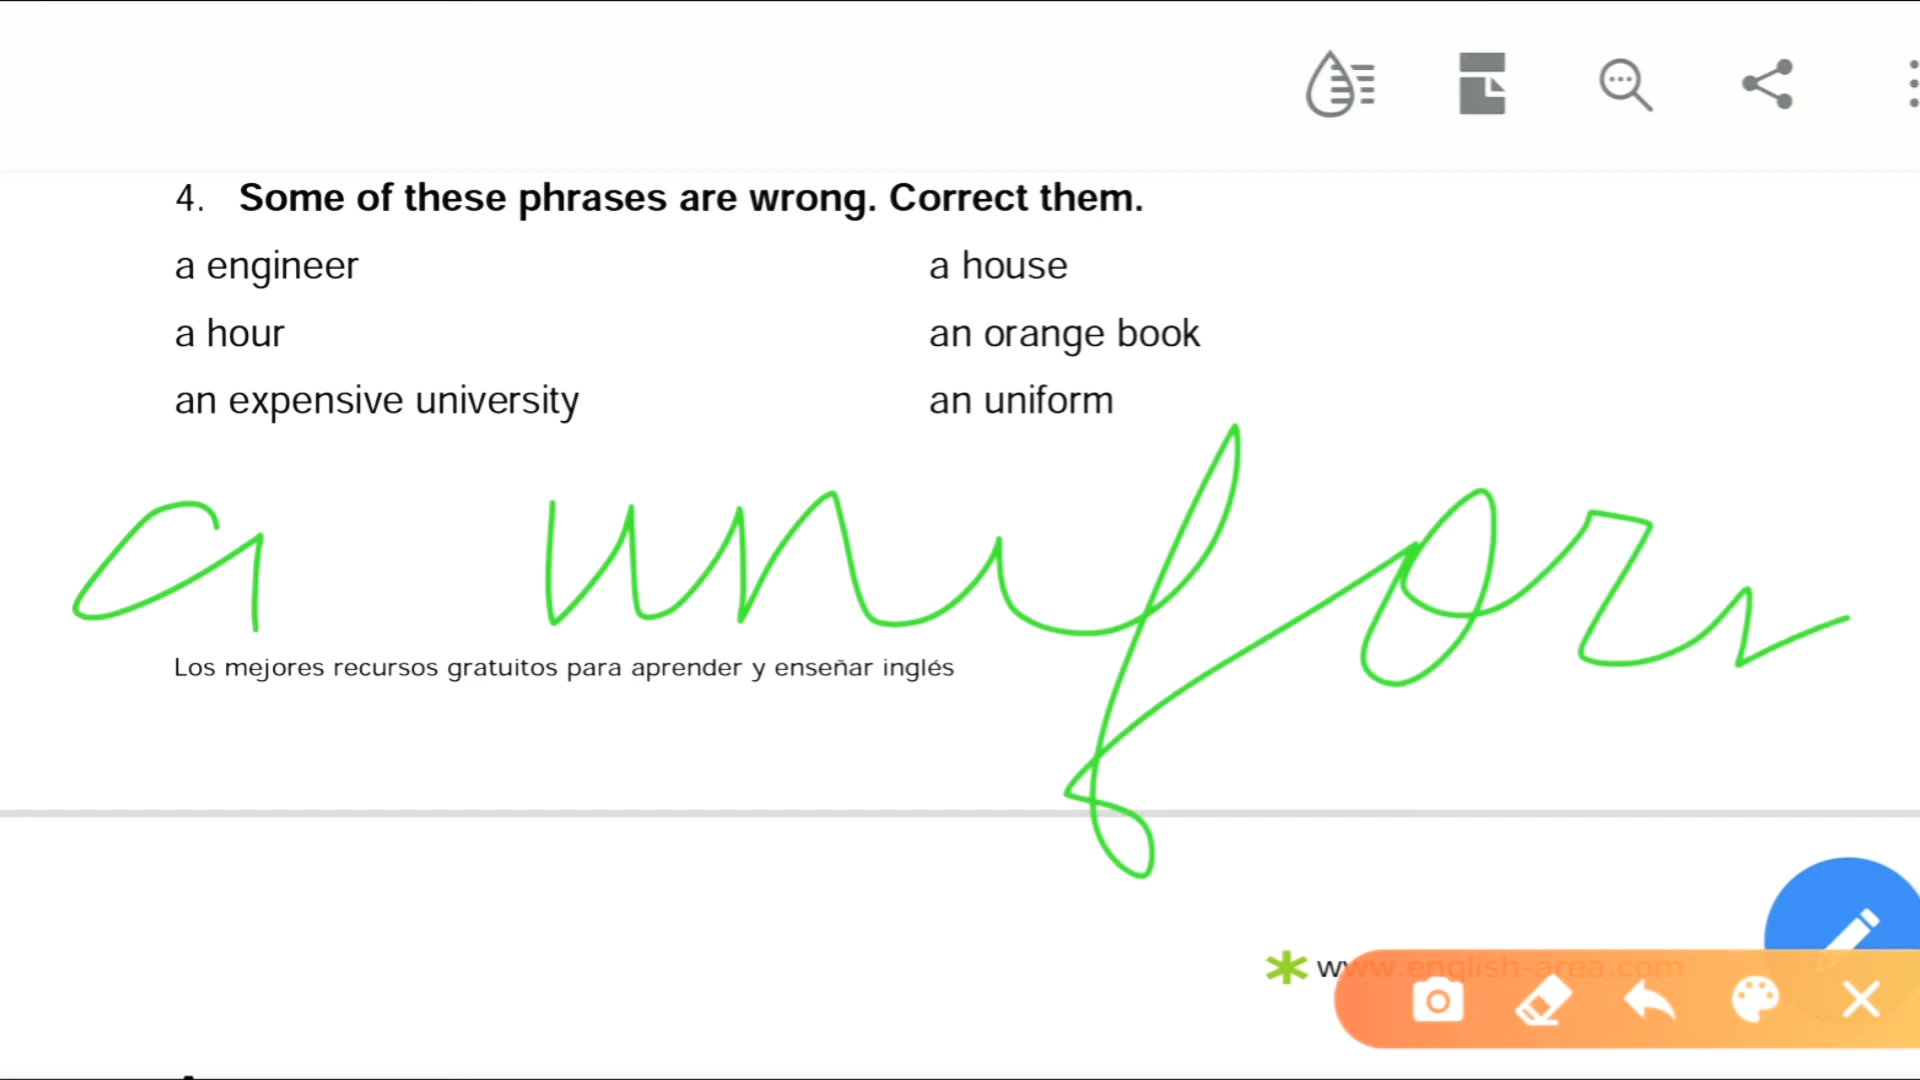 4. Some of these phrases are wrong. Correct them.
a engineer
a house
a hour
an orange book
an expensive university
an uniform
a unifor
Los mejores recursos gratuitos para aprender y enseñar inglés
www.english-area.com